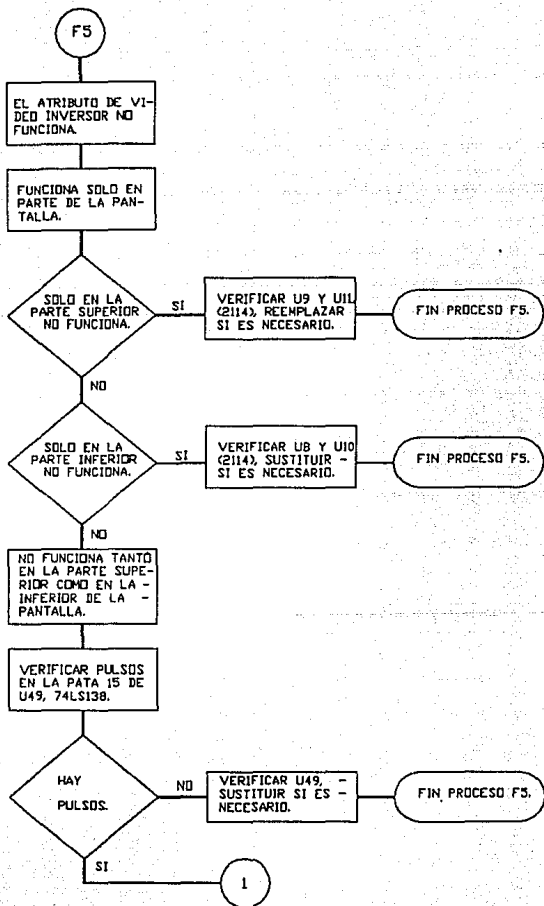 F5
EL ATRIBUTO DE VI-
DEO INVERSOR NO
FUNCIONA.
FUNCIONA SOLO EN
PARTE DE LA PAN-
TALLA.
SOLO EN LA
PARTE SUPERIOR
NO FUNCIONA.
SI
VERIFICAR U9 Y U11
(2114), REEMPLAZAR
SI ES NECESARIO.
FIN PROCESO F5.
NO
SOLO EN LA
PARTE INFERIOR
NO FUNCIONA.
SI
VERIFICAR U8 Y U10
(2114), SUSTITUIR -
SI ES NECESARIO.
FIN PROCESO F5.
NO
NO FUNCIONA TANTO
EN LA PARTE SUPE-
RIOR COMO EN LA -
INFERIOR DE LA -
PANTALLA.
VERIFICAR PULSOS
EN LA PATA 15 DE
U49, 74LS138.
HAY
PULSOS.
NO
VERIFICAR U49, -
SUSTITUIR SI ES -
NECESARIO.
FIN PROCESO F5.
SI
1